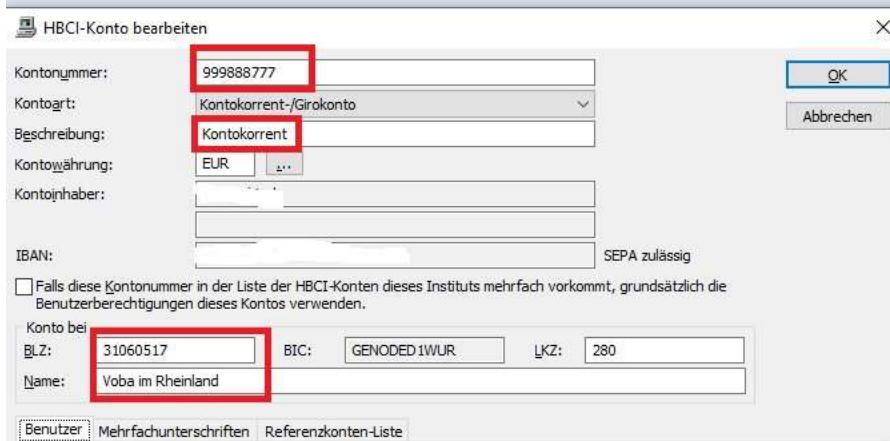 HBCI-Konto bearbeiten
Kontonummer: 999888777 OK
Kontoart: Kontokorrent-/Girokonto
Abbrechen
Beschreibung: Kontokorrent
Kontowährung: EUR ...
Kontoinhaber:
IBAN: SEPA zulässig
Falls diese Kontonummer in der Liste der HBCI-Konten dieses Instituts mehrfach vorkommt, grundsätzlich die
Benutzerberechtigungen dieses Kontos verwenden.
Konto bei
BLZ: 31060517 BIC: GENODED1WUR LKZ: 280
Name: Voba im Rheinland
Benutzer Mehrfachunterschriften Referenzkonten-Liste